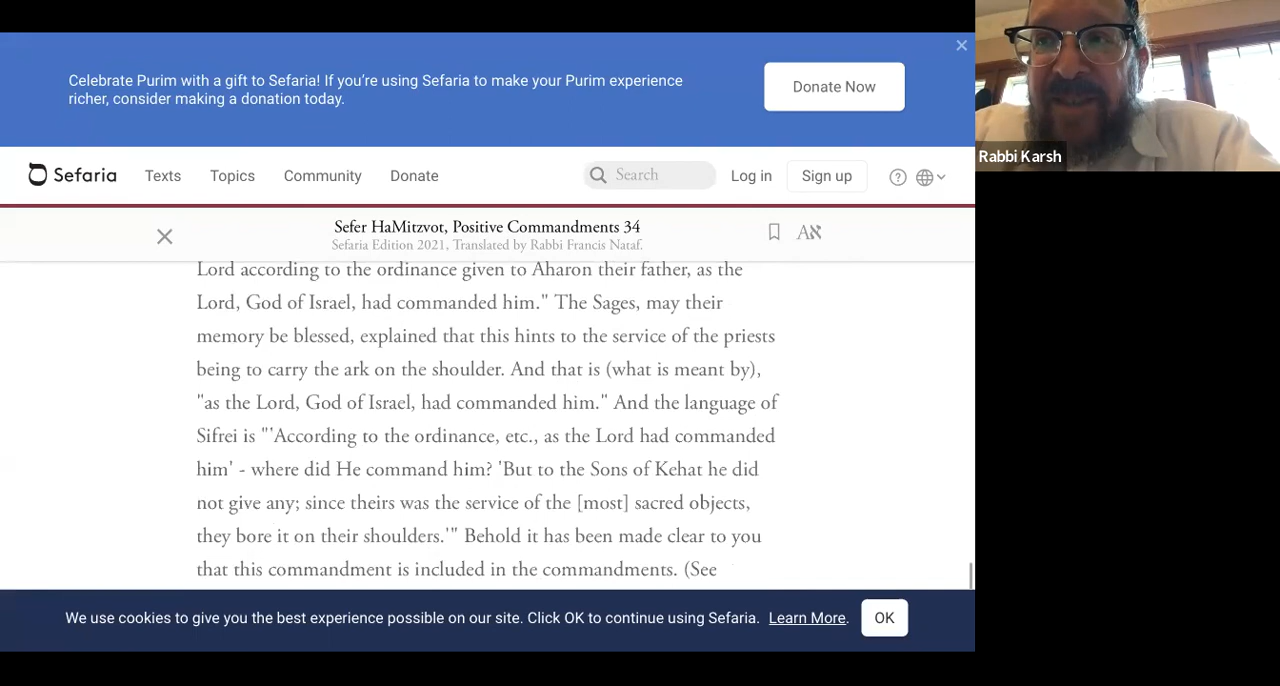 Celebrate Purim with a gift to Sefaria! If you’re using Sefaria to make your Purim experience
richer, consider making a donation today.
Donate Now
Rabbi Karsh
Sefaria Texts Topics Community Donate Search Log in Sign up
Sefer HaMitzvot, Positive Commandments 34
Sefaria Edition 2021, Translated by Rabbi Francis Nataf.
Aא
Lord according to the ordinance given to Aharon their father, as the
Lord, God of Israel, had commanded him." The Sages, may their
memory be blessed, explained that this hints to the service of the priests
being to carry the ark on the shoulder. And that is (what is meant by),
"as the Lord, God of Israel, had commanded him." And the language of
Sifrei is "'According to the ordinance, etc., as the Lord had commanded
him' - where did He command him? 'But to the Sons of Kehat he did
not give any; since theirs was the service of the [most] sacred objects,
they bore it on their shoulders.'" Behold it has been made clear to you
that this commandment is included in the commandments. (See
We use cookies to give you the best experience possible on our site. Click OK to continue using Sefaria. Learn More. OK